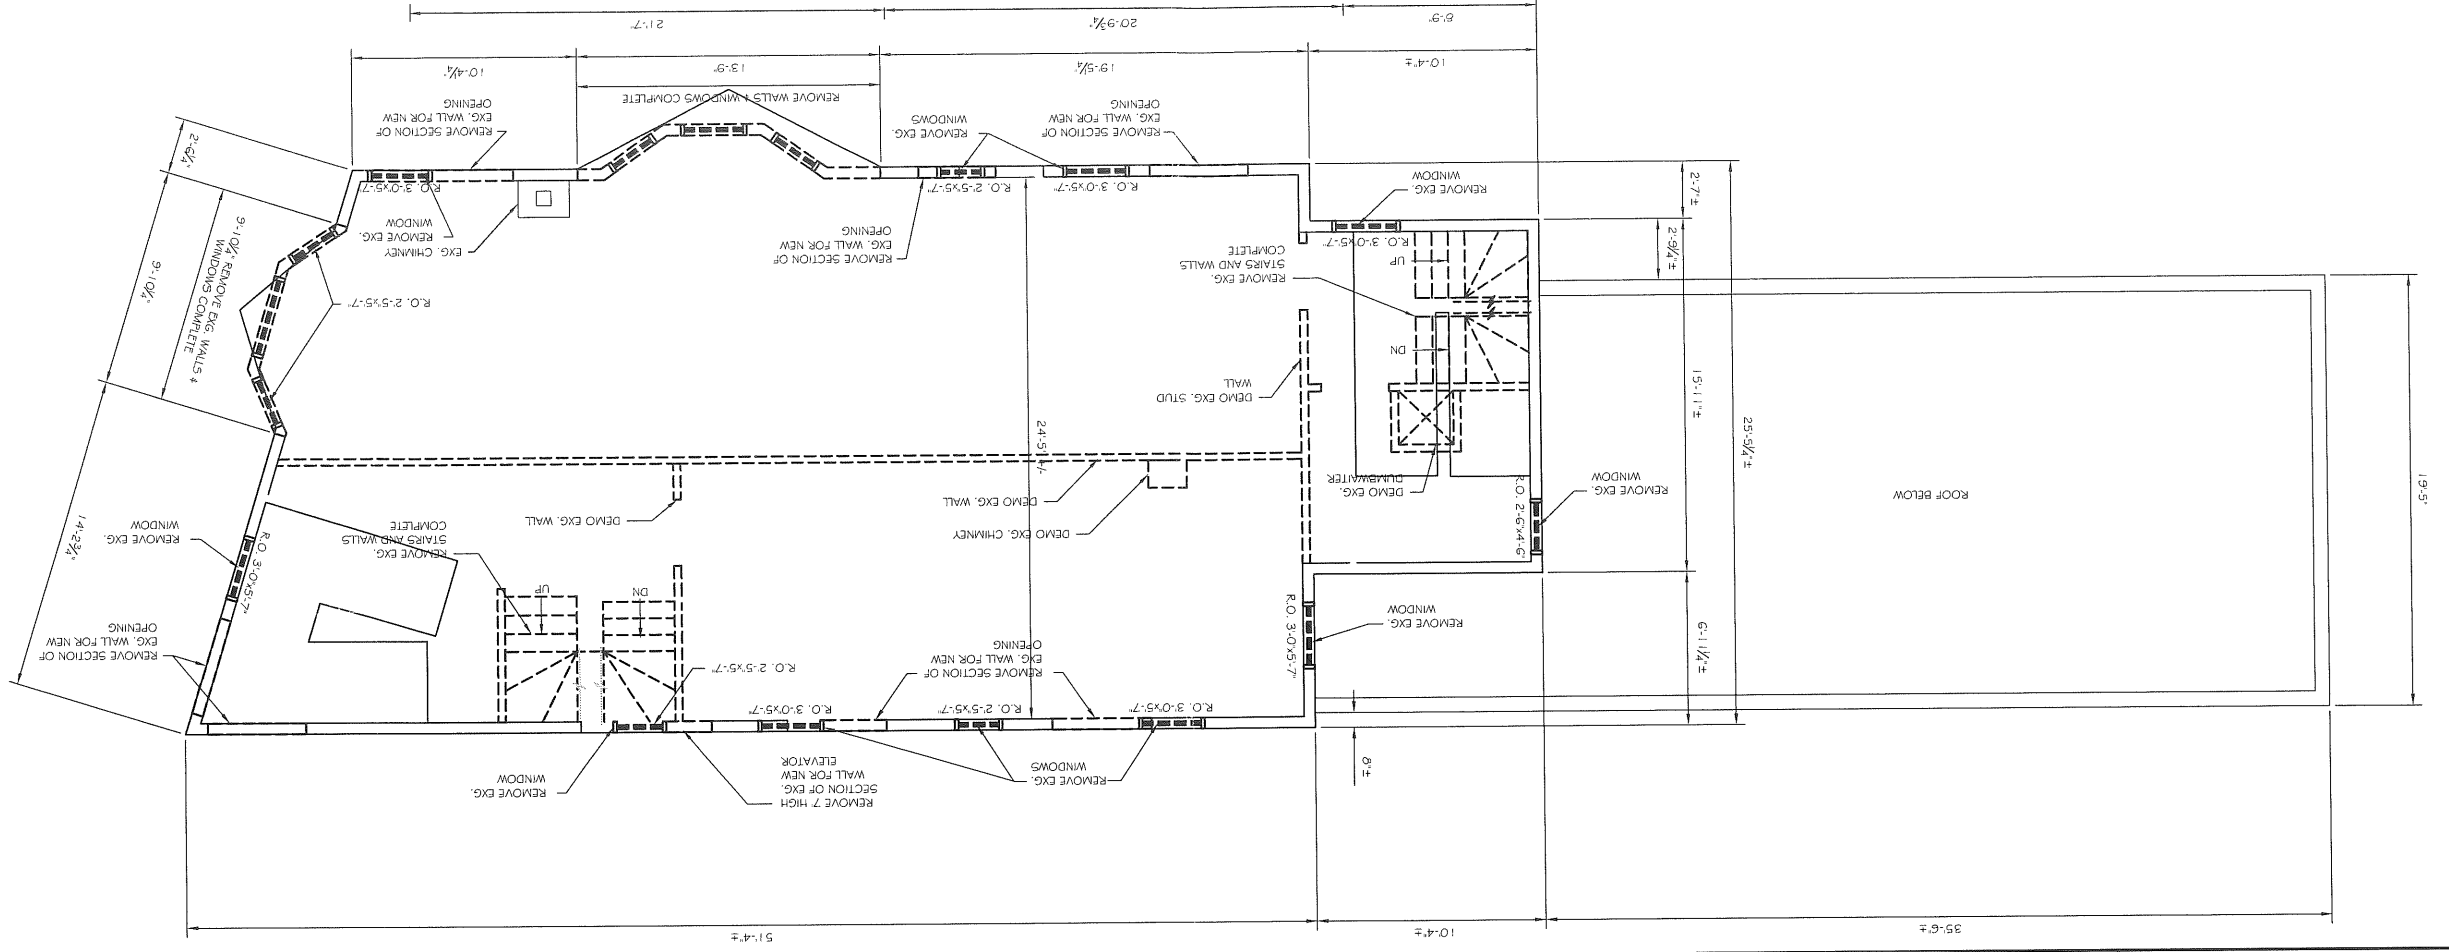 35'-6"±
10'-4"±
51'-4"±
8"±
REMOVE EXG.
WINDOWS
REMOVE 7' HIGH
SECTION OF EXG.
WALL FOR NEW
ELEVATOR
REMOVE EXG.
WINDOW
R.O. 3'-0"x5'-7"
R.O. 2'-5"x5'-7"
R.O. 3'-0"x5'-7"
R.O. 2'-5"x5'-7"
REMOVE SECTION OF
EXG. WALL FOR NEW
OPENING
REMOVE SECTION OF
EXG. WALL FOR NEW
OPENING
19'-5"
25'-5¼"±
6'-11¼"±
15'-11"±
2'-9¼"±
2'-7"±
REMOVE EXG.
WINDOW
R.O. 3'-0"x5'-7"
DN
UP
REMOVE EXG.
STAIRS AND WALLS
COMPLETE
R.O. 3'-0"x5'-7"
REMOVE EXG.
WINDOW
14'-2¾"
ROOF BELOW
REMOVE EXG.
WINDOW
R.O. 2'-6"x4'-6"
DEMO EXG.
DUMBWAITER
DEMO EXG. CHIMNEY
DEMO EXG. WALL
DEMO EXG. WALL
24'-5" +/-
DEMO EXG. STUD
WALL
DN
UP
REMOVE EXG.
STAIRS AND WALLS
COMPLETE
R.O. 2'-5"x5'-7"
9'-10¼" REMOVE EXG. WALLS &
WINDOWS COMPLETE
9'-10¼"
R.O. 3'-0"x5'-7"
REMOVE SECTION OF
EXG. WALL FOR NEW
OPENING
EXG. CHIMNEY
REMOVE EXG.
WINDOW
REMOVE EXG.
WINDOW
R.O. 3'-0"x5'-7"
R.O. 2'-5"x5'-7"
R.O. 3'-0"x5'-7"
2'-6¼"
REMOVE SECTION OF
EXG. WALL FOR NEW
OPENING
REMOVE EXG.
WINDOWS
REMOVE SECTION OF
EXG. WALL FOR NEW
OPENING
REMOVE WALLS & WINDOWS COMPLETE
10'-4"±
19'-5¼"
13'-9"
10'-4¼"
8'-9"
20'-9¾"
21'-7"